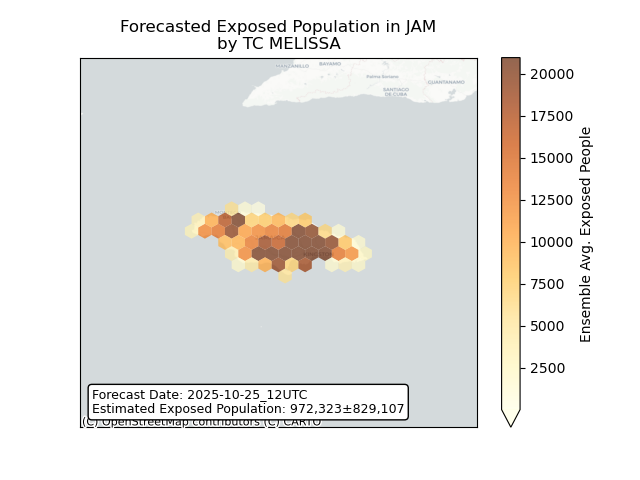 Forecasted Exposed Population in JAM
by TC MELISSA
MANZANILLO
BAYAMO
Palma Soriano
GUANTANAMO
SANTIAGO
DE CUBA
20000
17500
15000
12500
10000
7500
5000
2500
Ensemble Avg. Exposed People
Forecast Date: 2025-10-25_12UTC
Estimated Exposed Population: 972,323±829,107
(C) OpenStreetMap contributors (C) CARTO